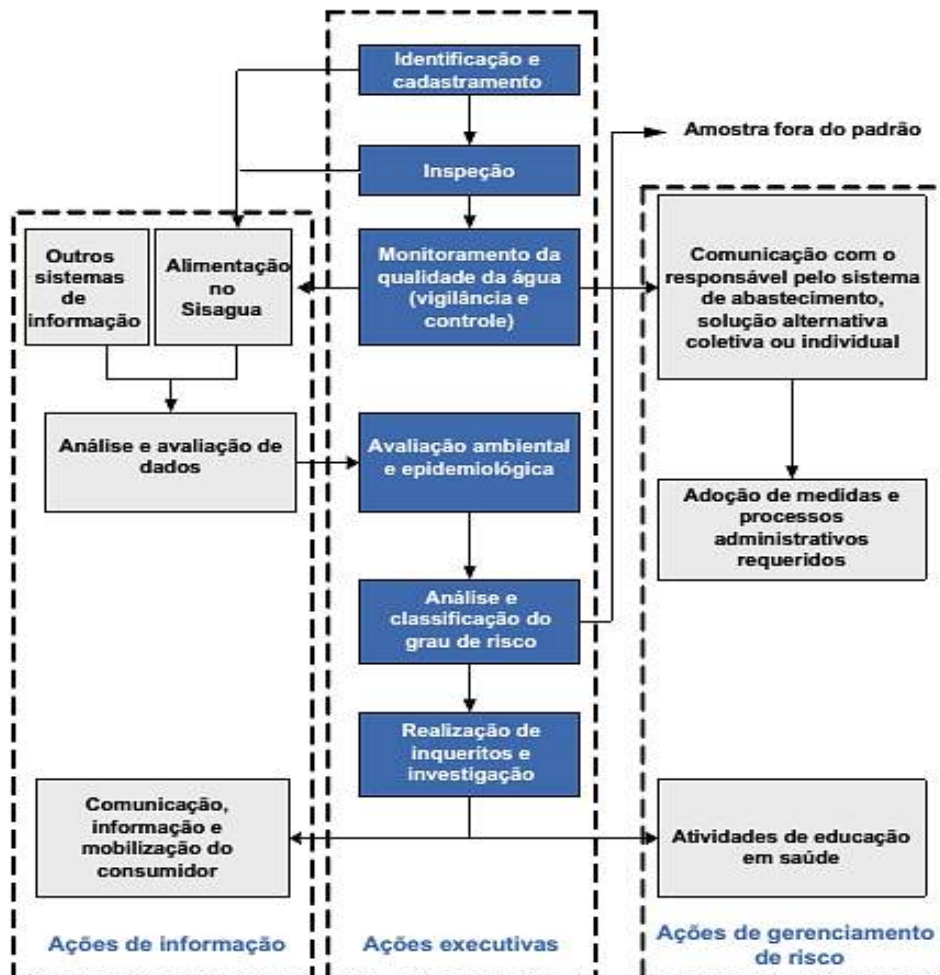 Identificação e
cadastramento
Amostra fora do padrão
Inspeção
Outros
sistemas
de
informação
Alimentação
no
Sisagua
Monitoramento da
qualidade da água
(vigilância e
controle)
Comunicação com o
responsável pelo sistema
de abastecimento,
solução alternativa
coletiva ou individual
Análise e avaliação de
dados
Avaliação ambiental
e epidemiológica
Adoção de medidas e
processos
administrativos
requeridos
Análise e
classificação do
grau de risco
Realização de
inqueritos e
investigação
Comunicação,
informação e
mobilização do
consumidor
Atividades de educação
em saúde
Ações de informação
Ações executivas
Ações de gerenciamento
de risco